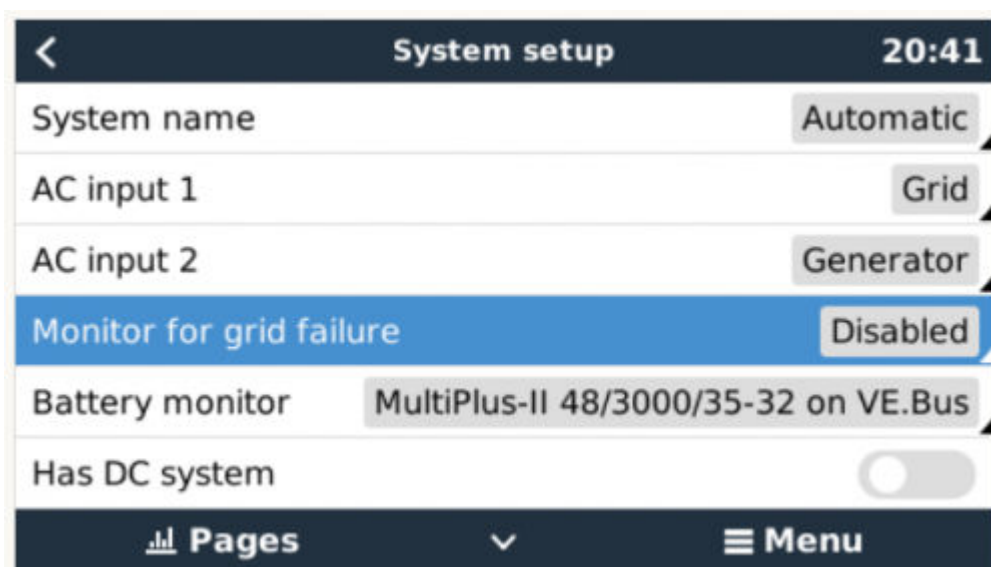 System setup 20:41
System name Automatic
AC input 1 Grid
AC input 2 Generator
Monitor for grid failure Disabled
Battery monitor MultiPlus-II 48/3000/35-32 on VE.Bus
Has DC system
Pages Menu